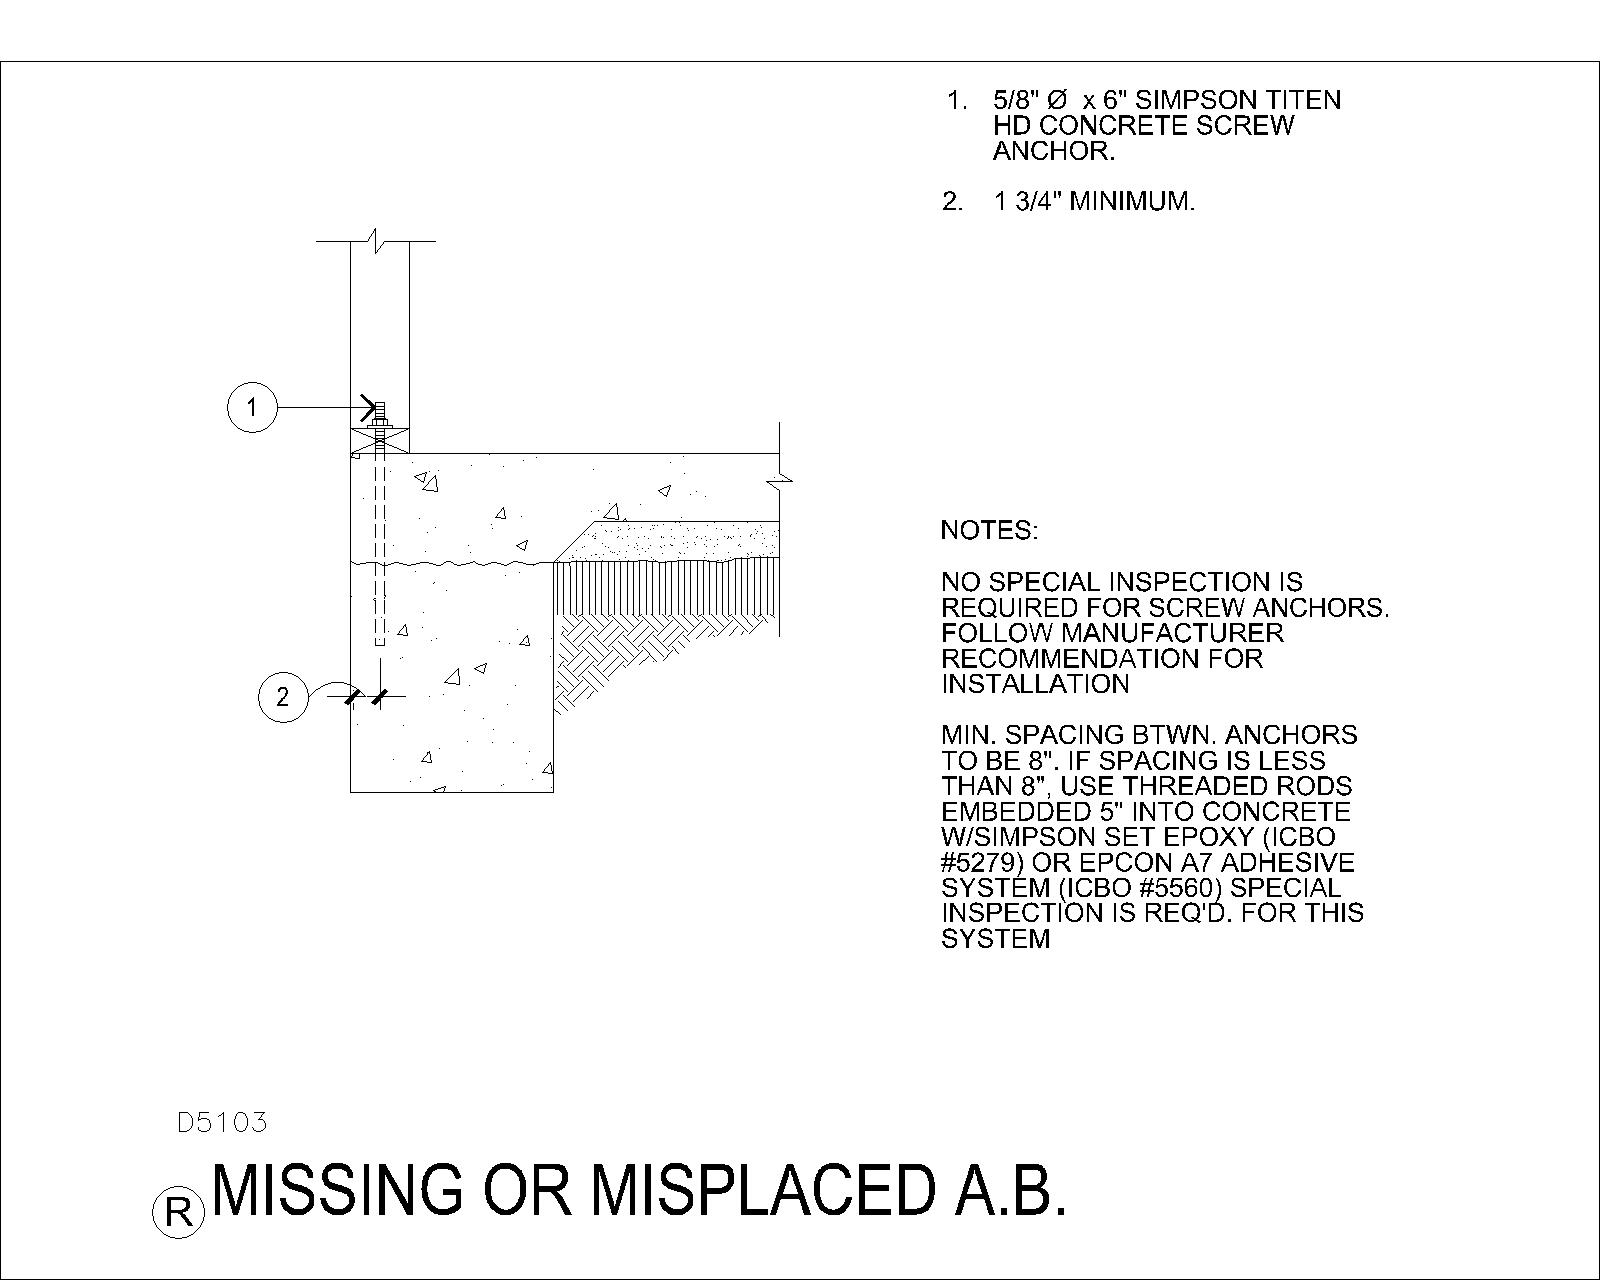 1. 5/8" Ø x 6" SIMPSON TITEN
HD CONCRETE SCREW
ANCHOR.
2. 1 3/4" MINIMUM.
1
2
NOTES:
NO SPECIAL INSPECTION IS
REQUIRED FOR SCREW ANCHORS.
FOLLOW MANUFACTURER
RECOMMENDATION FOR
INSTALLATION
MIN. SPACING BTWN. ANCHORS
TO BE 8". IF SPACING IS LESS
THAN 8", USE THREADED RODS
EMBEDDED 5" INTO CONCRETE
W/SIMPSON SET EPOXY (ICBO
#5279) OR EPCON A7 ADHESIVE
SYSTEM (ICBO #5560) SPECIAL
INSPECTION IS REQ'D. FOR THIS
SYSTEM
D5103
R MISSING OR MISPLACED A.B.